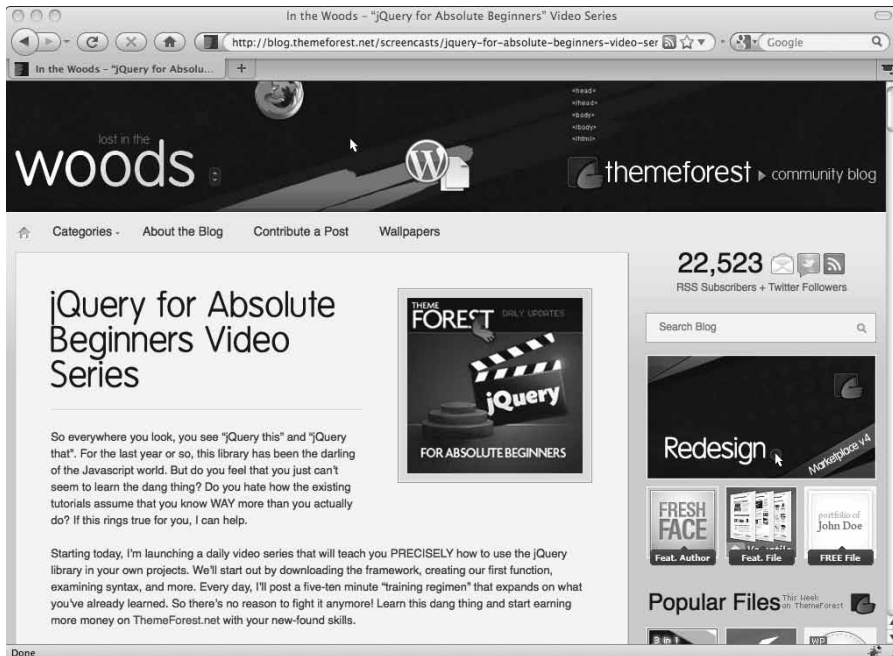 In the Woods – “jQuery for Absolute Beginners” Video Series
http://blog.themeforest.net/screencasts/jquery-for-absolute-beginners-video-ser
Google
In the Woods – “jQuery for Absolu...
<head>
</head>
<body>
</body>
</html>
lost in the
woods
themeforest
community blog
Categories
About the Blog
Contribute a Post
Wallpapers
22,523
RSS Subscribers + Twitter Followers
Search Blog
jQuery for Absolute
Beginners Video
Series
THEME
FOREST
DAILY UPDATES
jQuery
FOR ABSOLUTE BEGINNERS
Redesign
Marketplace v4
So everywhere you look, you see “jQuery this” and “jQuery
that”. For the last year or so, this library has been the darling
of the Javascript world. But do you feel that you just can’t
seem to learn the dang thing? Do you hate how the existing
tutorials assume that you know WAY more than you actually
do? If this rings true for you, I can help.
Starting today, I’m launching a daily video series that will teach you PRECISELY how to use the jQuery
library in your own projects. We’ll start out by downloading the framework, creating our first function,
examining syntax, and more. Every day, I’ll post a five-ten minute “training regimen” that expands on what
you’ve already learned. So there’s no reason to fight it anymore! Learn this dang thing and start earning
more money on ThemeForest.net with your new-found skills.
FRESH
FACE
Feat. Author
Feat. File
portfolio of
John Doe
FREE File
Popular Files
This Week
on ThemeForest
3 in 1
WP
Done